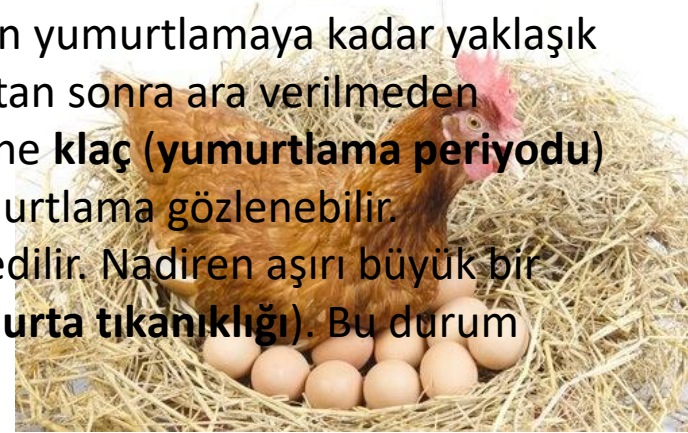 n yumurtlamaya kadar yaklaşık
tan sonra ara verilmeden
ne klaç (yumurtlama periyodu)
urtlama gözlenebilir.
edilir. Nadiren aşırı büyük bir
urta tıkanıklığı). Bu durum